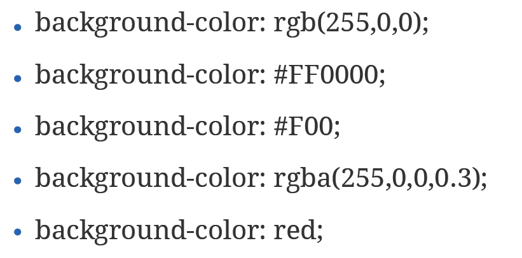 • background-color: rgb(255,0,0);
• background-color: #FF0000;
• background-color: #F00;
• background-color: rgba(255,0,0,0.3);
• background-color: red;